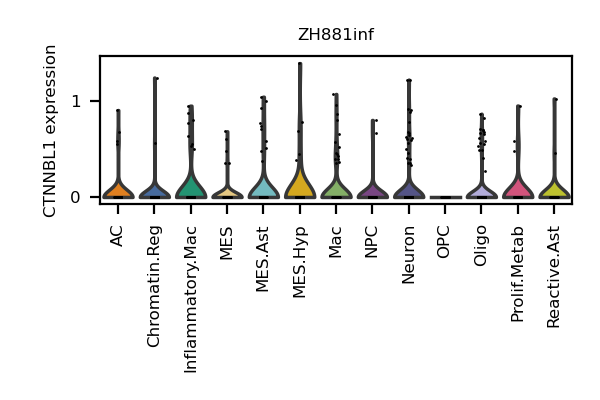 ZH881inf
CTNNBL1 expression
1
0
AC
Chromatin.Reg
Inflammatory.Mac
MES
MES.Ast
MES.Hyp
Mac
NPC
Neuron
OPC
Oligo
Prolif.Metab
Reactive.Ast